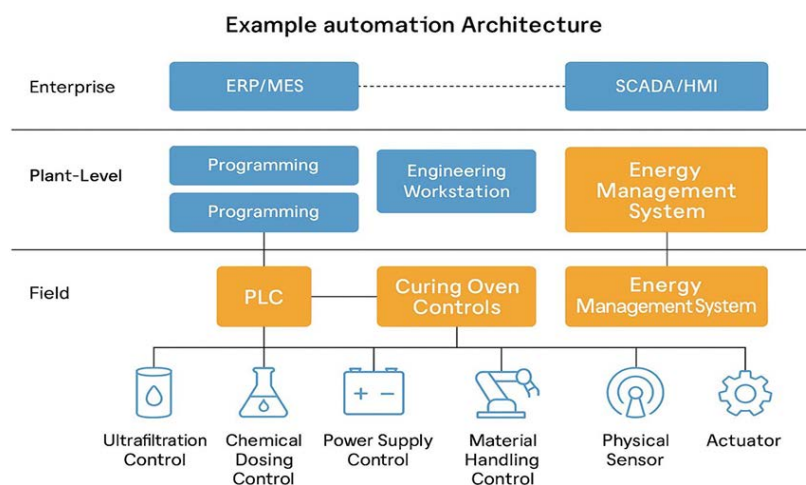 Example automation Architecture
Enterprise
ERP/MES
SCADA/HMI
Plant-Level
Programming
Programming
Engineering
Workstation
Energy
Management
System
Field
PLC
Curing Oven
Controls
Energy
Management System
Ultrafiltration
Control
Chemical
Dosing
Control
Power Supply
Control
Material
Handling
Control
Physical
Sensor
Actuator